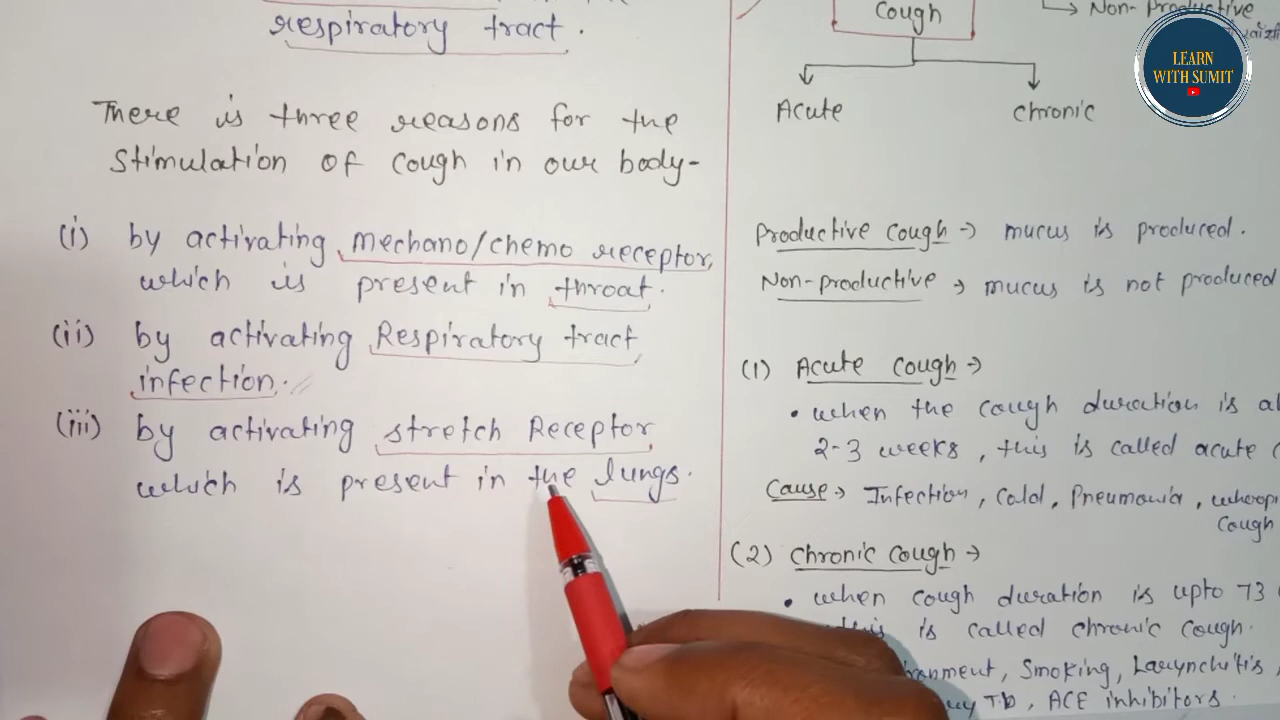 respiratory tract.
There is three reasons for the
stimulation of cough in our body-
(i) by activating Mechano/chemo receptor,
which is present in throat.
(ii) by activating Respiratory tract
infection.
(iii) by activating stretch Receptor,
which is present in the lungs.
Cough
Non-Productive
Acute
chronic
LEARN
WITH SUMIT
Productive cough → mucus is produced.
Non-productive → mucus is not produced
(1) Acute cough →
• when the cough duration is
2-3 weeks, this is called acute
Cause → Infection, Cold, Pneumonia,
Cough
(2) chronic cough →
• when cough duration is upto 73
this is called chronic cough.
Smoking, Larynchitis
TB, ACE inhibitors.